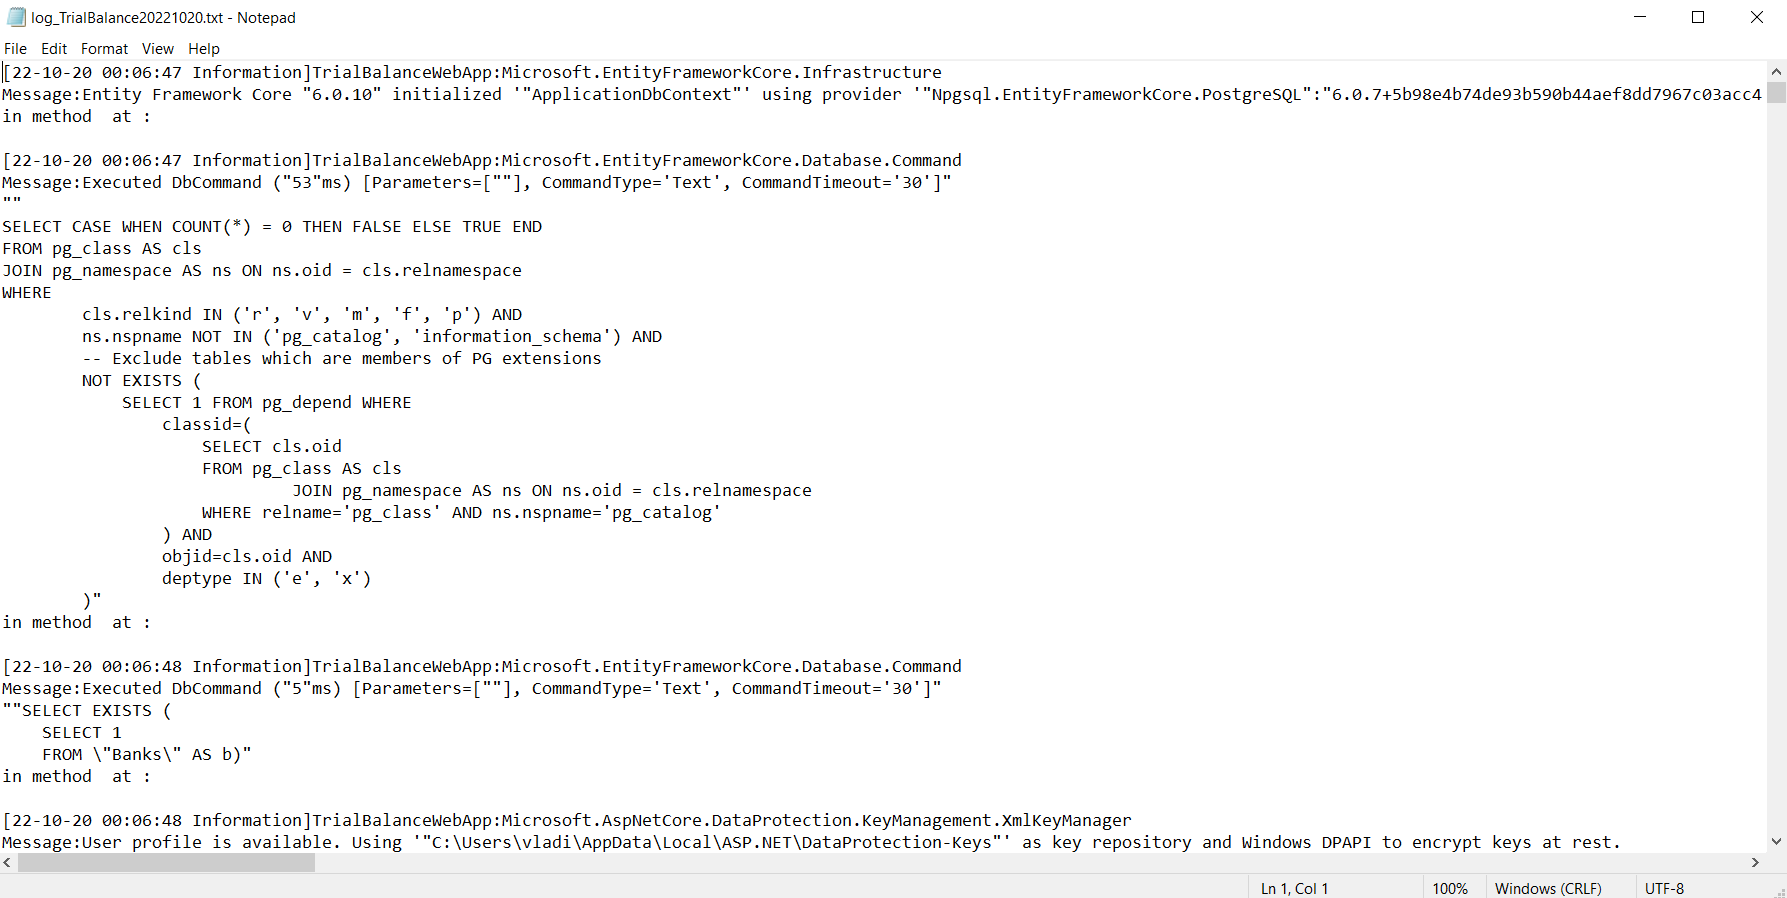 log_TrialBalance20221020.txt - Notepad
File Edit Format View Help
[22-10-20 00:06:47 Information]TrialBalanceWebApp:Microsoft.EntityFrameworkCore.Infrastructure
Message:Entity Framework Core "6.0.10" initialized '"ApplicationDbContext"' using provider '"Npgsql.EntityFrameworkCore.PostgreSQL":"6.0.7+5b98e4b74de93b590b44aef8dd7967c03acc4
in method  at :
[22-10-20 00:06:47 Information]TrialBalanceWebApp:Microsoft.EntityFrameworkCore.Database.Command
Message:Executed DbCommand ("53"ms) [Parameters=[""], CommandType='Text', CommandTimeout='30']"
""
SELECT CASE WHEN COUNT(*) = 0 THEN FALSE ELSE TRUE END
FROM pg_class AS cls
JOIN pg_namespace AS ns ON ns.oid = cls.relnamespace
WHERE
        cls.relkind IN ('r', 'v', 'm', 'f', 'p') AND
        ns.nspname NOT IN ('pg_catalog', 'information_schema') AND
        -- Exclude tables which are members of PG extensions
        NOT EXISTS (
            SELECT 1 FROM pg_depend WHERE
                classid=(
                    SELECT cls.oid
                    FROM pg_class AS cls
                             JOIN pg_namespace AS ns ON ns.oid = cls.relnamespace
                    WHERE relname='pg_class' AND ns.nspname='pg_catalog'
                ) AND
                objid=cls.oid AND
                deptype IN ('e', 'x')
        )"
in method  at :
[22-10-20 00:06:48 Information]TrialBalanceWebApp:Microsoft.EntityFrameworkCore.Database.Command
Message:Executed DbCommand ("5"ms) [Parameters=[""], CommandType='Text', CommandTimeout='30']"
""SELECT EXISTS (
    SELECT 1
    FROM \"Banks\" AS b)"
in method  at :
[22-10-20 00:06:48 Information]TrialBalanceWebApp:Microsoft.AspNetCore.DataProtection.KeyManagement.XmlKeyManager
Message:User profile is available. Using '"C:\Users\vladi\AppData\Local\ASP.NET\DataProtection-Keys"' as key repository and Windows DPAPI to encrypt keys at rest.
Ln 1, Col 1 100% Windows (CRLF) UTF-8